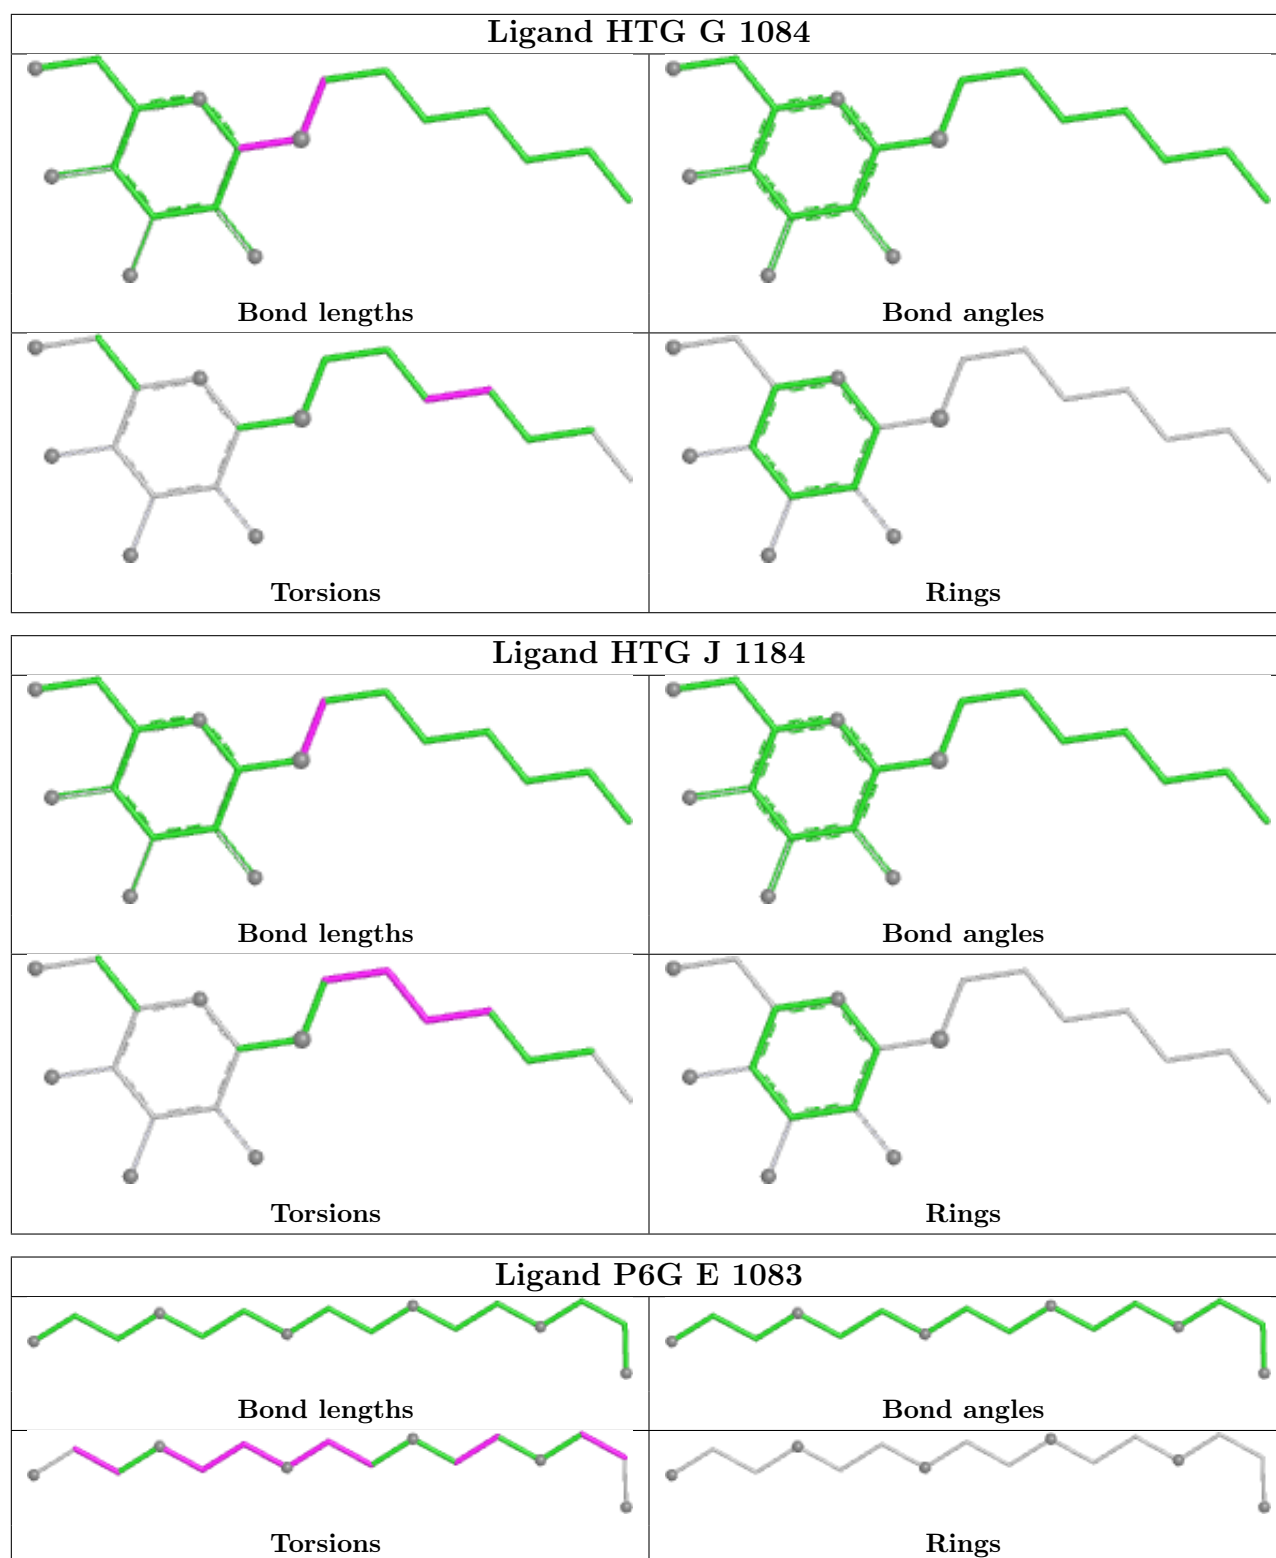 Ligand HTG G 1084
Bond lengths
Bond angles
Torsions
Rings
Ligand HTG J 1184
Bond lengths
Bond angles
Torsions
Rings
Ligand P6G E 1083
Bond lengths
Bond angles
Torsions
Rings